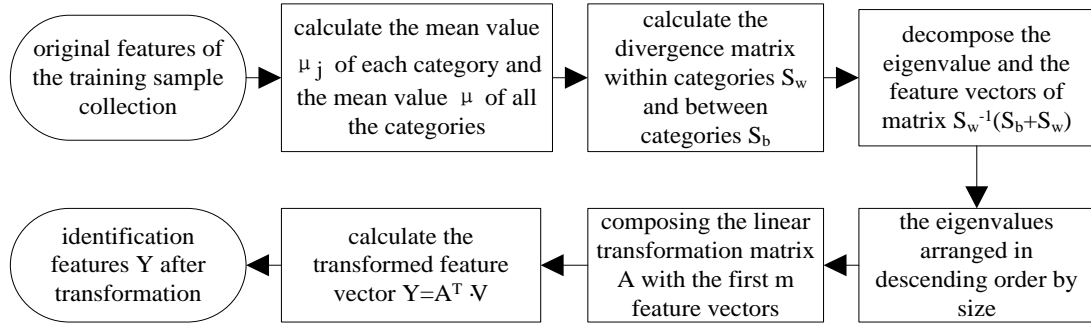 original features of
the training sample
collection
calculate the mean value
μj of each category and
the mean value μ of all
the categories
calculate the
divergence matrix
within categories Sw
and between
categories Sb
decompose the
eigenvalue and the
feature vectors of
matrix Sw⁻¹(Sb+Sw)
the eigenvalues
arranged in
descending order by
size
composing the linear
transformation matrix
A with the first m
feature vectors
calculate the
transformed feature
vector Y=Aᵀ·V
identification
features Y after
transformation